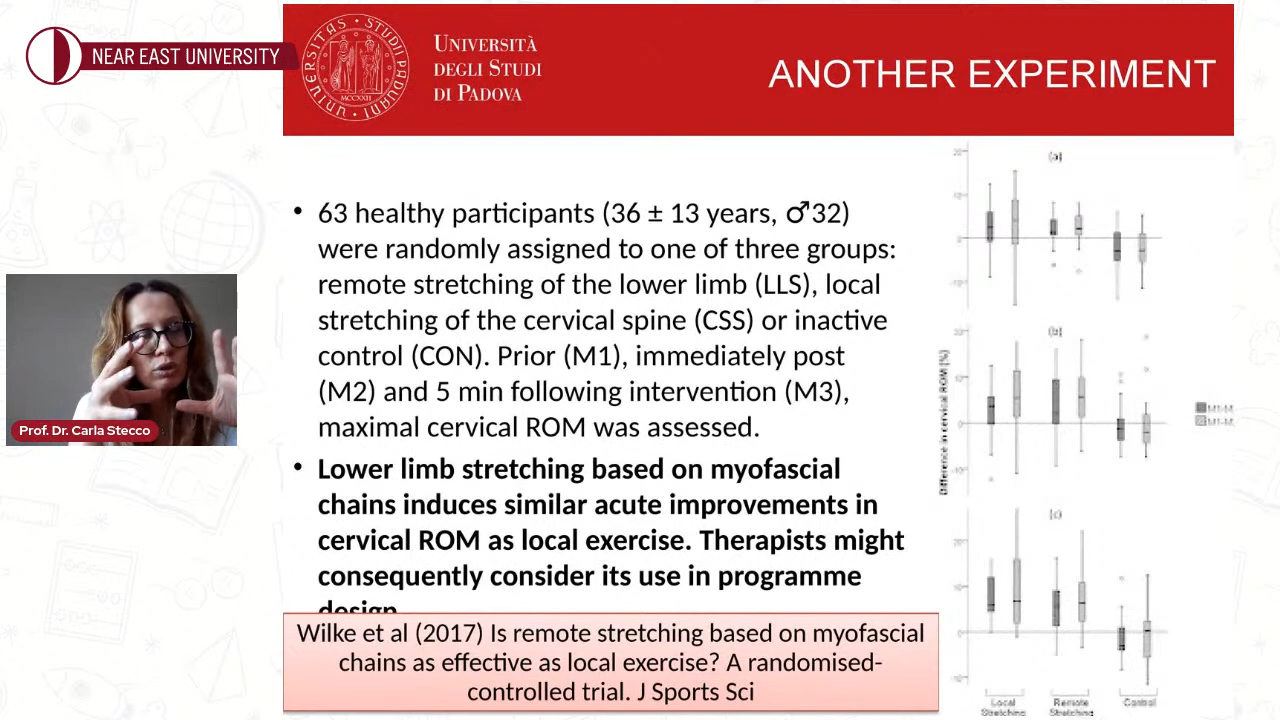 NEAR EAST UNIVERSITY
UNIVERSITÀ
DEGLI STUDI
DI PADOVA
ANOTHER EXPERIMENT
• 63 healthy participants (36 ± 13 years, ♂32)
were randomly assigned to one of three groups:
remote stretching of the lower limb (LLS), local
stretching of the cervical spine (CSS) or inactive
control (CON). Prior (M1), immediately post
(M2) and 5 min following intervention (M3),
maximal cervical ROM was assessed.
• Lower limb stretching based on myofascial
chains induces similar acute improvements in
cervical ROM as local exercise. Therapists might
consequently consider its use in programme
design.
Wilke et al (2017) Is remote stretching based on myofascial
chains as effective as local exercise? A randomised-
controlled trial. J Sports Sci
Prof. Dr. Carla Stecco
(a)
(b)
(c)
Difference in cervical ROM [%]
Local
Stretching
Remote
Stretching
Control